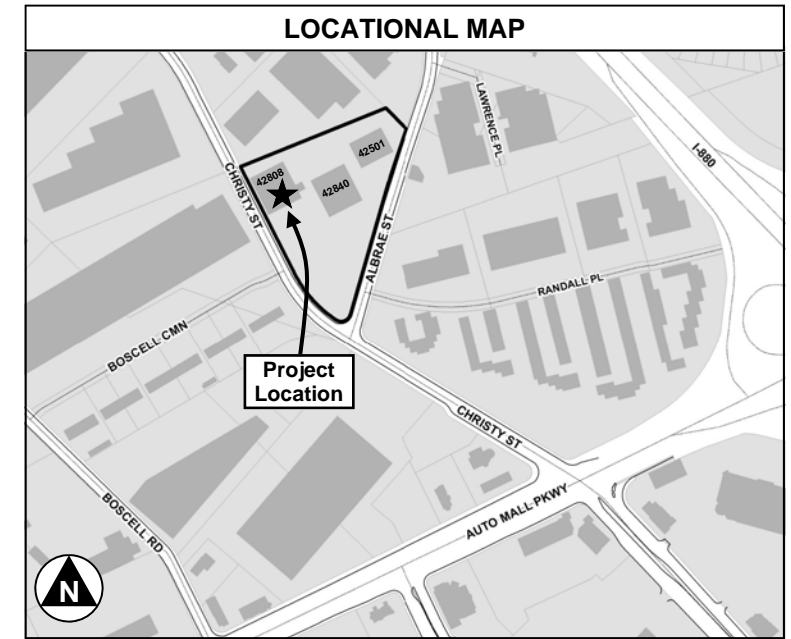 LOCATIONAL MAP
LAWRENCE PL
I-880
42501
42808
42840
CHRISTY ST
ALBRAE ST
RANDALL PL
BOSCELL CMN
Project
Location
CHRISTY ST
BOSCELL RD
AUTO MALL PKWY
N